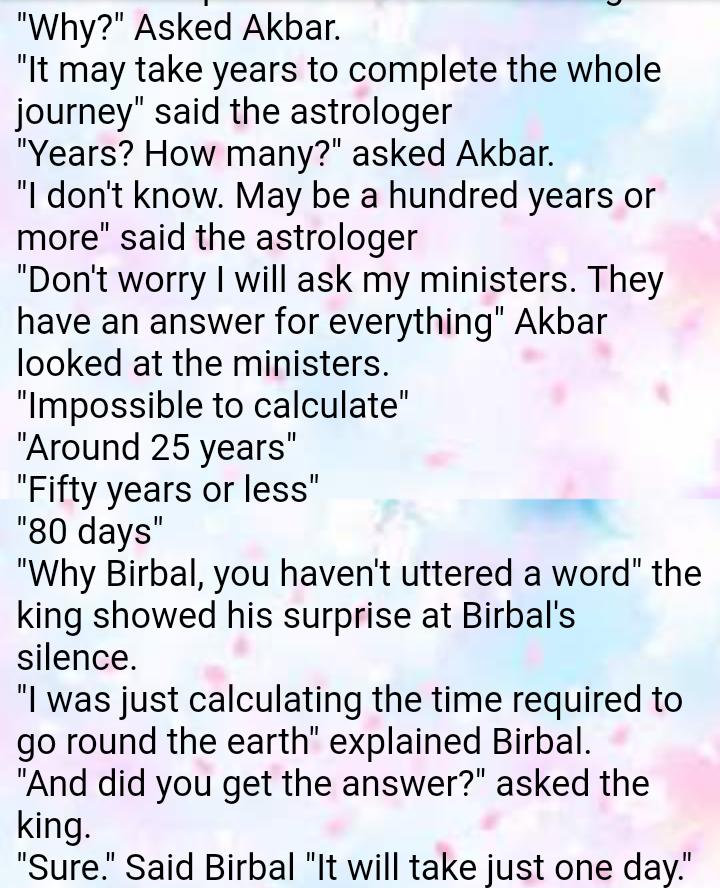 "Why?" Asked Akbar.
"It may take years to complete the whole
journey" said the astrologer
"Years? How many?" asked Akbar.
"I don't know. May be a hundred years or
more" said the astrologer
"Don't worry I will ask my ministers. They
have an answer for everything" Akbar
looked at the ministers.
"Impossible to calculate"
"Around 25 years"
"Fifty years or less"
"80 days"
"Why Birbal, you haven't uttered a word" the
king showed his surprise at Birbal's
silence.
"I was just calculating the time required to
go round the earth" explained Birbal.
"And did you get the answer?" asked the
king.
"Sure." Said Birbal "It will take just one day."